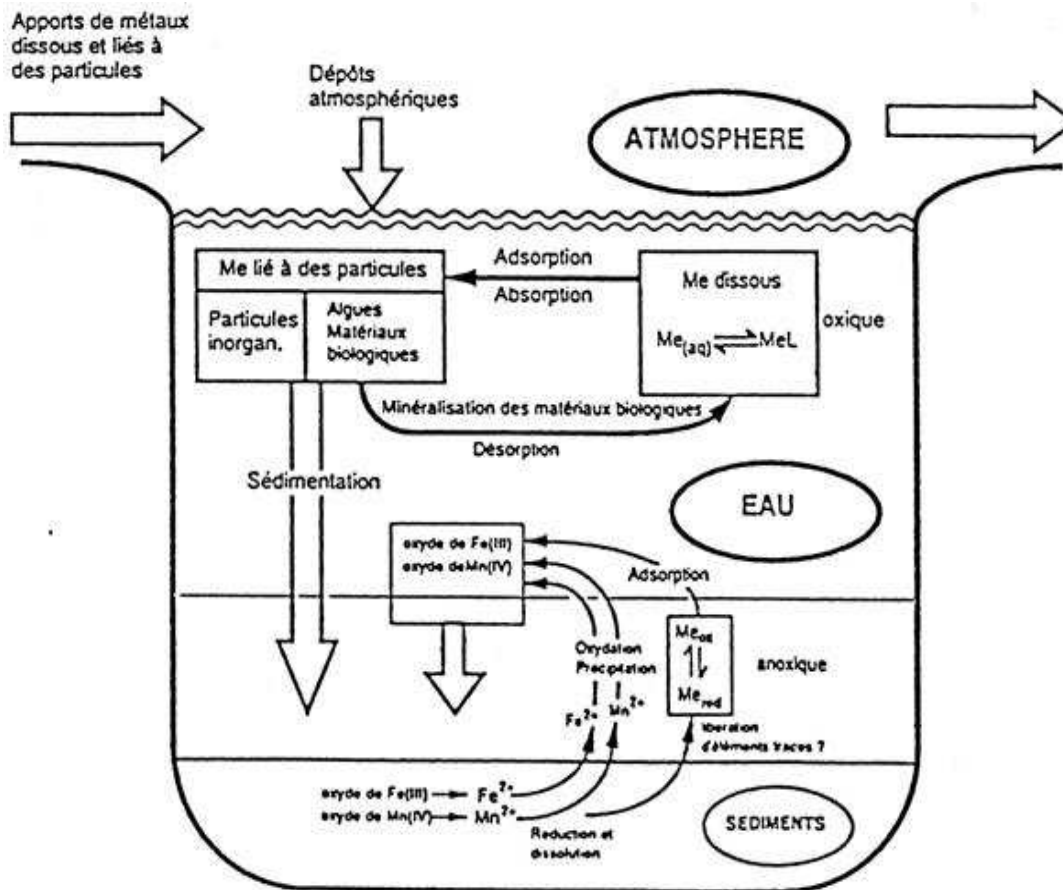 Apports de métaux
dissous et liés à
des particules
Dépôts
atmosphériques
ATMOSPHERE
Me lié à des particules
Particules
inorgan.
Algues
Matériaux
biologiques
Adsorption
Absorption
Me dissous
Me(aq) ⇌ MeL
oxique
Minéralisation des matériaux biologiques
Désorption
Sédimentation
EAU
oxyde de Fe(III)
oxyde de Mn(IV)
Adsorption
Oxydation
Précipitation
Meox
Mered
anoxique
Fe2+
Mn2+
libération
d'éléments traces ?
oxyde de Fe(III) → Fe2+
oxyde de Mn(IV) → Mn2+
Réduction et
dissolution
SEDIMENTS